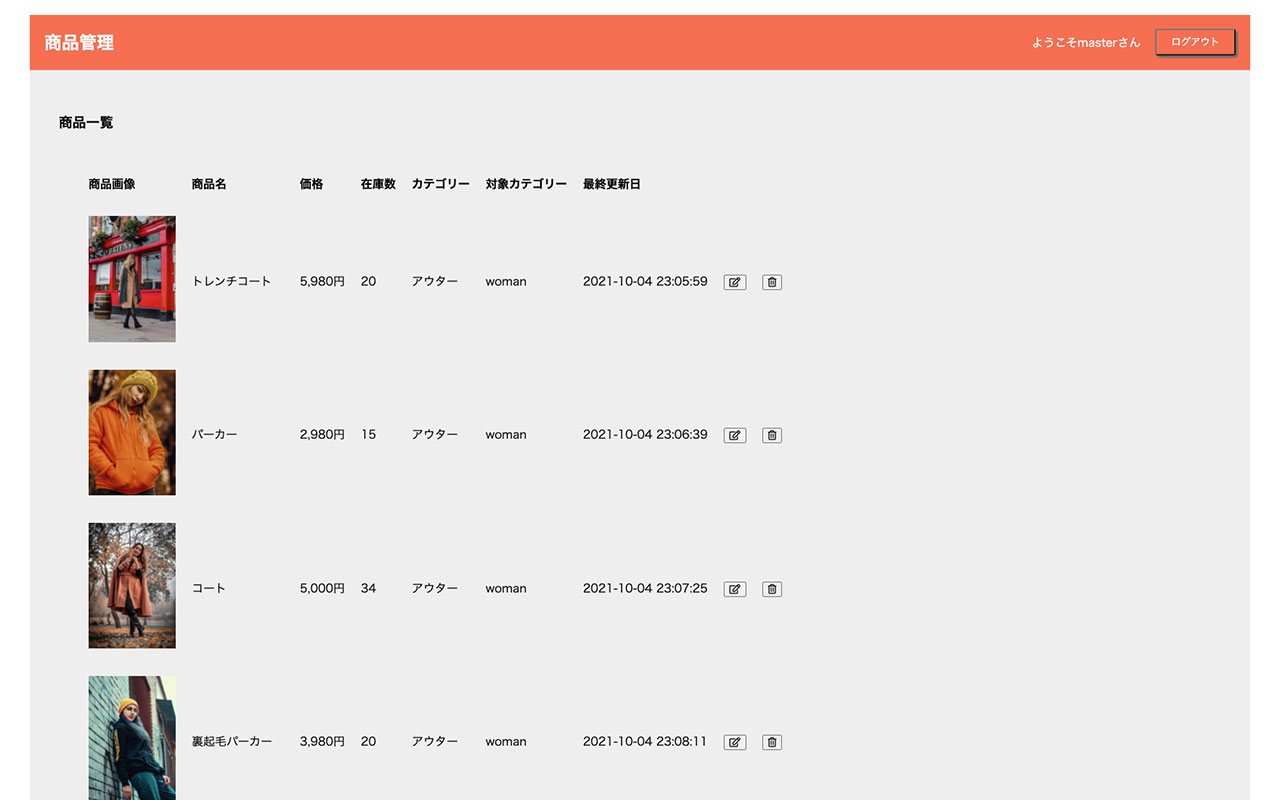 商品管理 ようこそmasterさん ログアウト
商品一覧
商品画像 商品名 価格 在庫数 カテゴリー 対象カテゴリー 最終更新日
トレンチコート 5,980円 20 アウター woman 2021-10-04 23:05:59
パーカー 2,980円 15 アウター woman 2021-10-04 23:06:39
コート 5,000円 34 アウター woman 2021-10-04 23:07:25
裏起毛パーカー 3,980円 20 アウター woman 2021-10-04 23:08:11